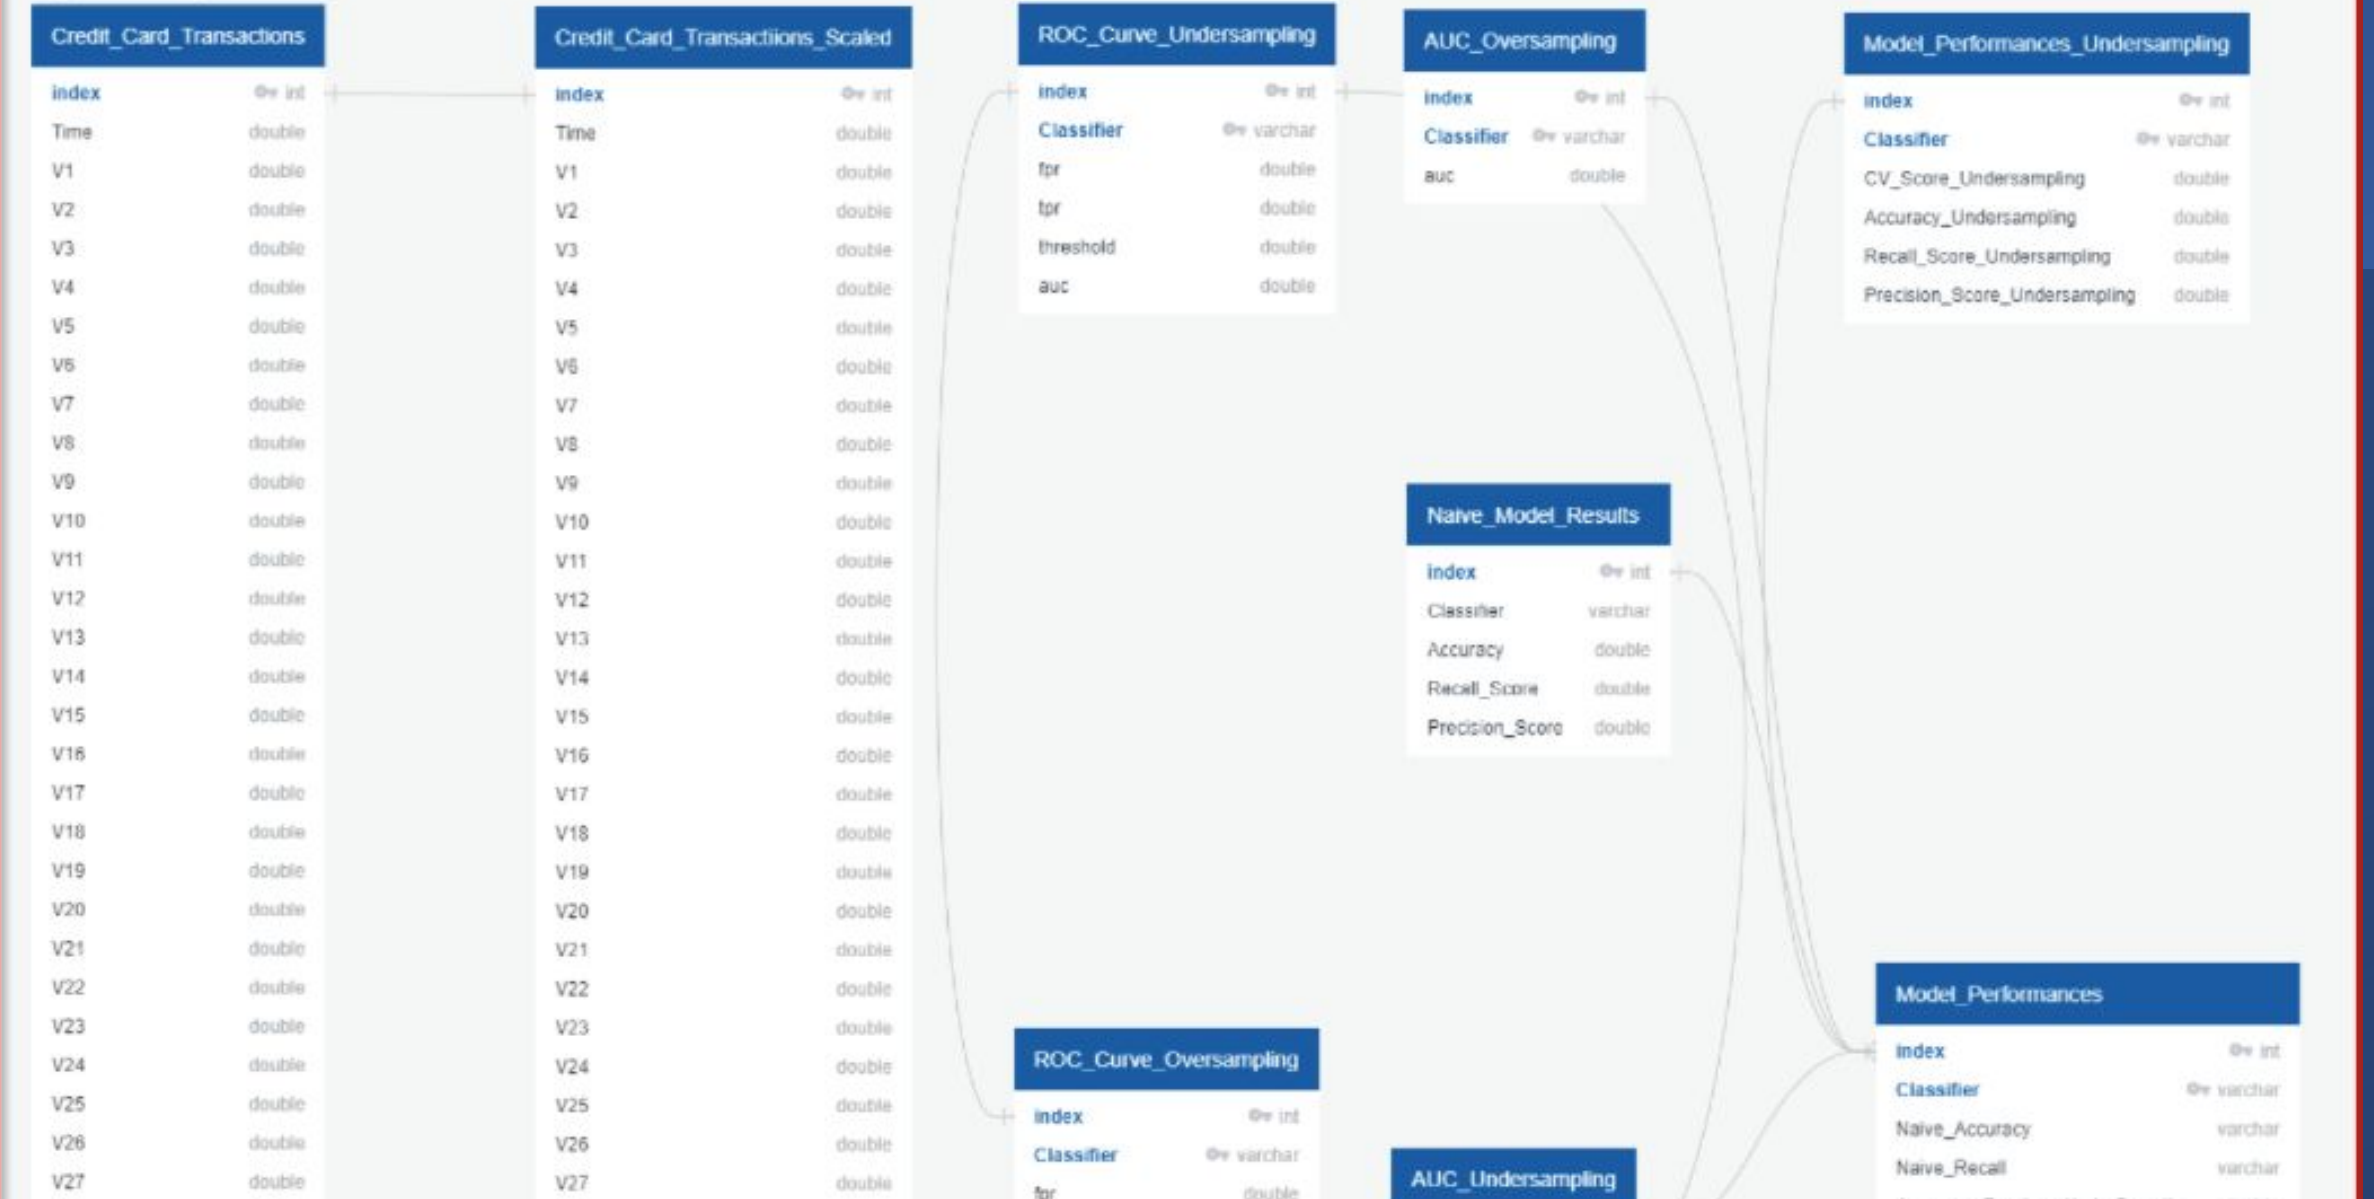 Credit_Card_Transactions
index int
Time double
V1 double
V2 double
V3 double
V4 double
V5 double
V6 double
V7 double
V8 double
V9 double
V10 double
V11 double
V12 double
V13 double
V14 double
V15 double
V16 double
V17 double
V18 double
V19 double
V20 double
V21 double
V22 double
V23 double
V24 double
V25 double
V26 double
V27 double
Credit_Card_Transactiions_Scaled
index int
Time double
V1 double
V2 double
V3 double
V4 double
V5 double
V6 double
V7 double
V8 double
V9 double
V10 double
V11 double
V12 double
V13 double
V14 double
V15 double
V16 double
V17 double
V18 double
V19 double
V20 double
V21 double
V22 double
V23 double
V24 double
V25 double
V26 double
V27 double
ROC_Curve_Undersampling
index int
Classifier varchar
fpr double
tpr double
threshold double
auc double
ROC_Curve_Oversampling
index int
Classifier varchar
fpr double
AUC_Oversampling
index int
Classifier varchar
auc double
Naive_Model_Results
index int
Classifier varchar
Accuracy double
Recall_Score double
Precision_Score double
AUC_Undersampling
Model_Performances_Undersampling
index int
Classifier varchar
CV_Score_Undersampling double
Accuracy_Undersampling double
Recall_Score_Undersampling double
Precision_Score_Undersampling double
Model_Performances
index int
Classifier varchar
Naive_Accuracy varchar
Naive_Recall varchar